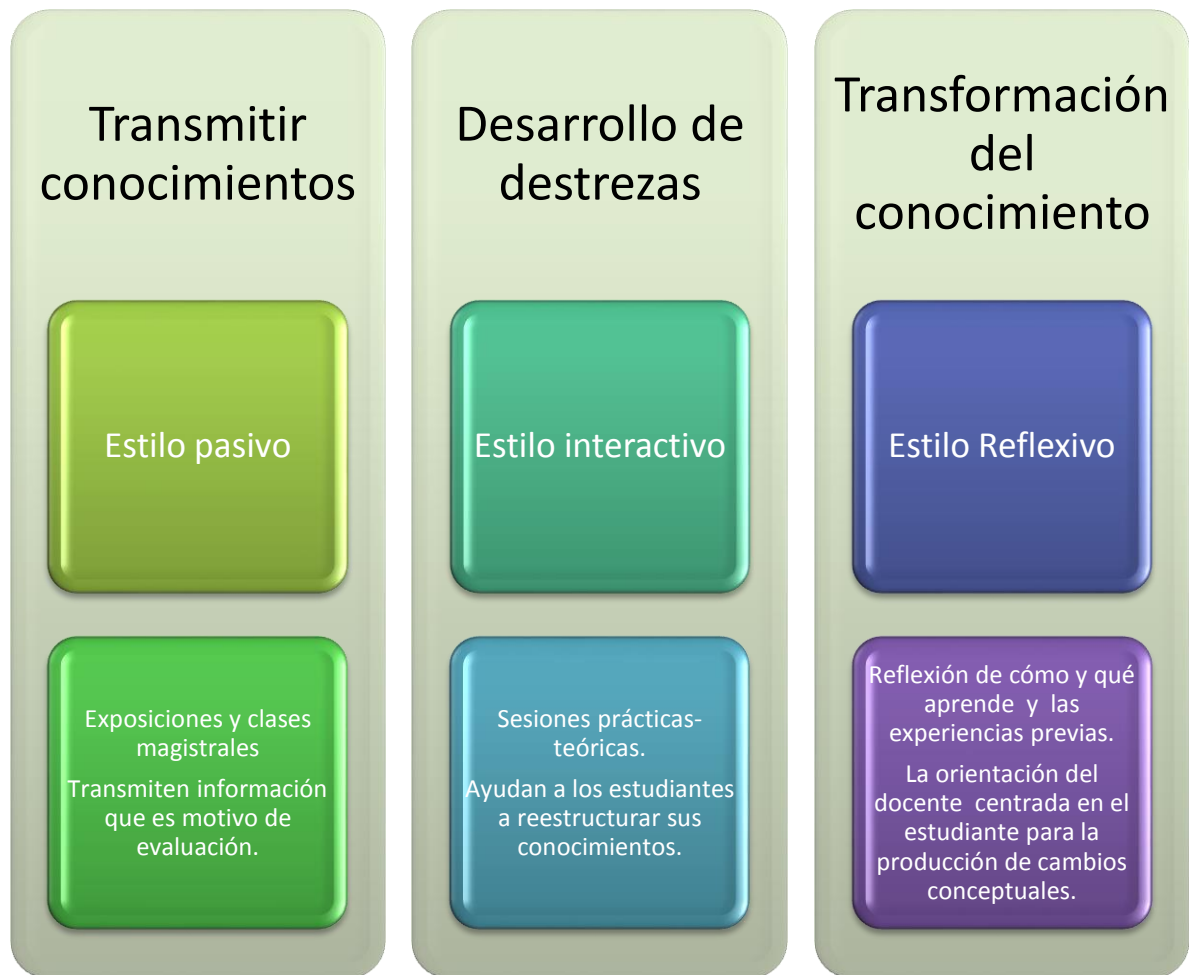 Transmitir
conocimientos
Estilo pasivo
Exposiciones y clases
magistrales
Transmiten información
que es motivo de
evaluación.
Desarrollo de
destrezas
Estilo interactivo
Sesiones prácticas-
teóricas.
Ayudan a los estudiantes
a reestructurar sus
conocimientos.
Transformación
del
conocimiento
Estilo Reflexivo
Reflexión de cómo y qué
aprende y las
experiencias previas.
La orientación del
docente centrada en el
estudiante para la
producción de cambios
conceptuales.